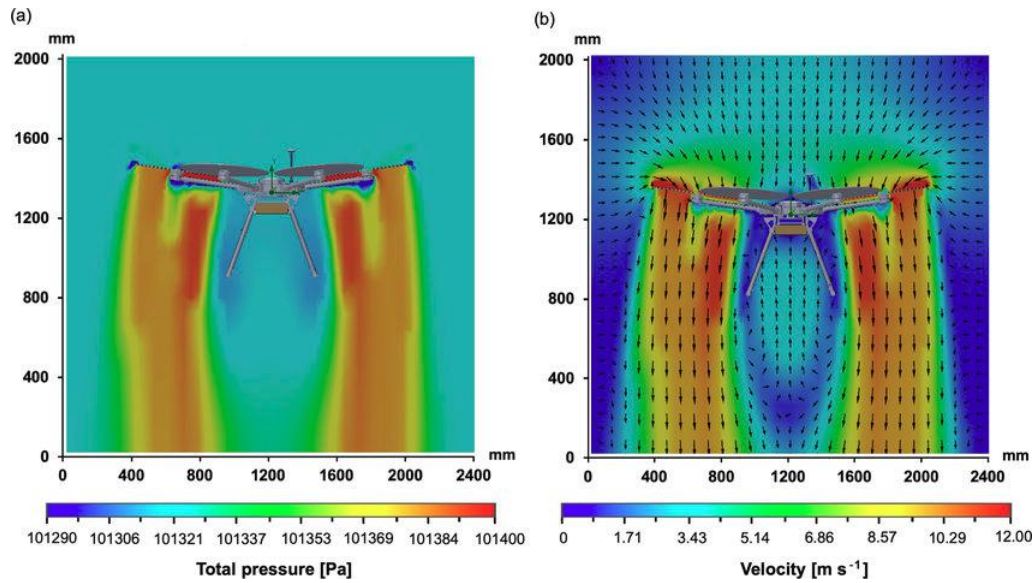 (a)
(b)
mm
mm
2000
2000
1600
1600
1200
1200
800
800
400
400
0
mm
0
mm
0 400 800 1200 1600 2000 2400
0 400 800 1200 1600 2000 2400
101290 101306 101321 101337 101353 101369 101384 101400
0 1.71 3.43 5.14 6.86 8.57 10.29 12.00
Total pressure [Pa]
Velocity [m s⁻¹]